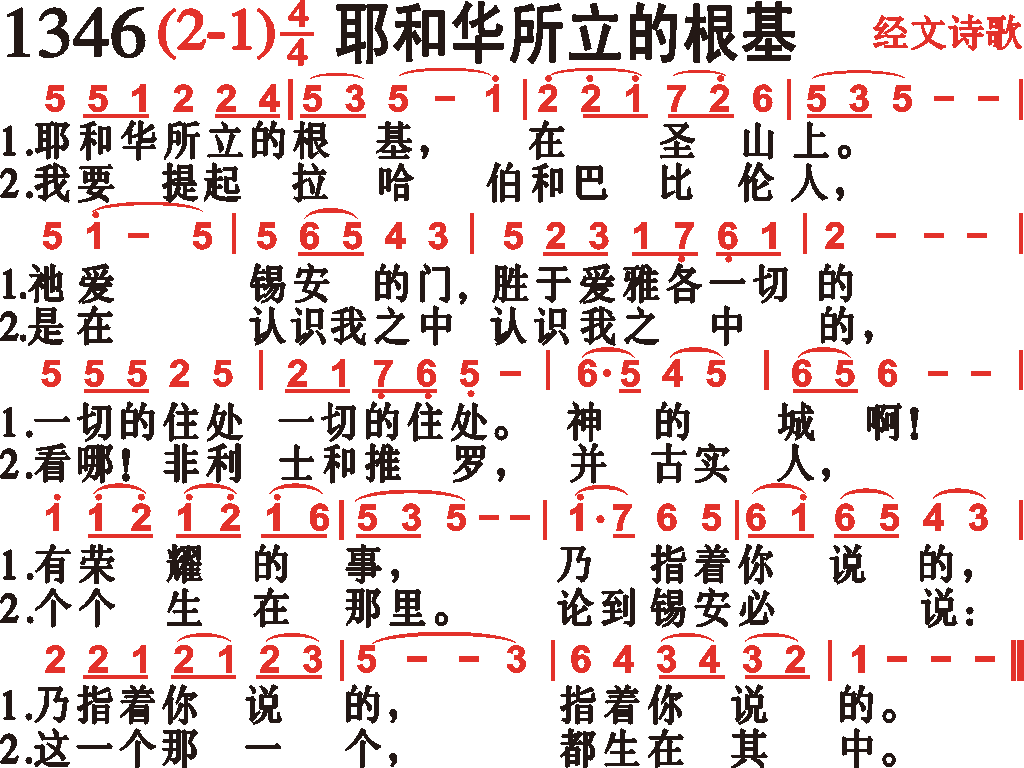 1346 (2-1) 4/4 耶和华所立的根基 经文诗歌
5 5 1 2 2 4 | 5 3 5 - i | 2̇ 2̇ i 7 2̇ 6 | 5 3 5 - - |
1.耶和华所立的根 基, 在 圣 山上。
2.我要 提起 拉 哈 伯和巴 比 伦人,
5 i - 5 | 5 6 5 4 3 | 5 2 3 1 7̣ 6̣ 1 | 2 - - - |
1.祂爱 锡安 的门, 胜于爱雅各一切 的
2.是在 认识我之中 认识我之 中 的,
5 5 5 2 5 | 2 1 7̣ 6̣ 5̣ - | 6·5 4 5 | 6 5 6 - - |
1.一切的住处 一切的住处。 神 的 城 啊!
2.看哪! 非利 士和推 罗, 并 古实 人,
i i 2̇ i 2̇ i 6 | 5 3 5 - - | i·7 6 5 | 6 i 6 5 4 3 |
1.有荣 耀 的 事, 乃 指着你 说 的,
2.个个 生 在 那里。 论到锡安必 说:
2 2 1 2 1 2 3 | 5 - - 3 | 6 4 3 4 3 2 | 1 - - - ‖
1.乃指着你 说 的, 指着你 说 的。
2.这一个那 一 个, 都生在 其 中。